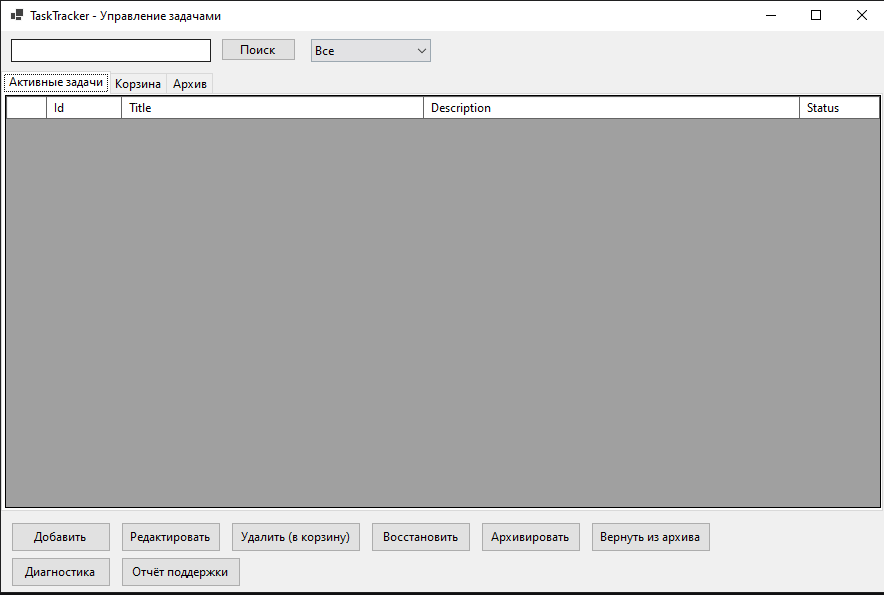 TaskTracker - Управление задачами
Поиск Все
Активные задачи Корзина Архив
Id Title Description Status
Добавить Редактировать Удалить (в корзину) Восстановить Архивировать Вернуть из архива
Диагностика Отчёт поддержки